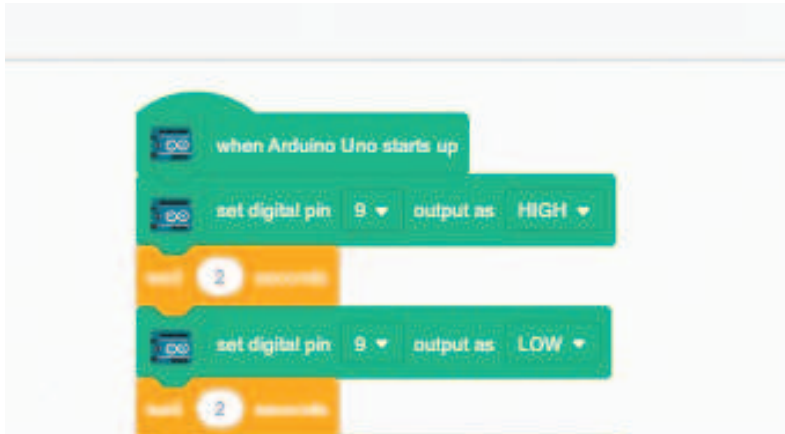 when Arduino Uno starts up
set digital pin 9 output as HIGH
2
set digital pin 9 output as LOW
2